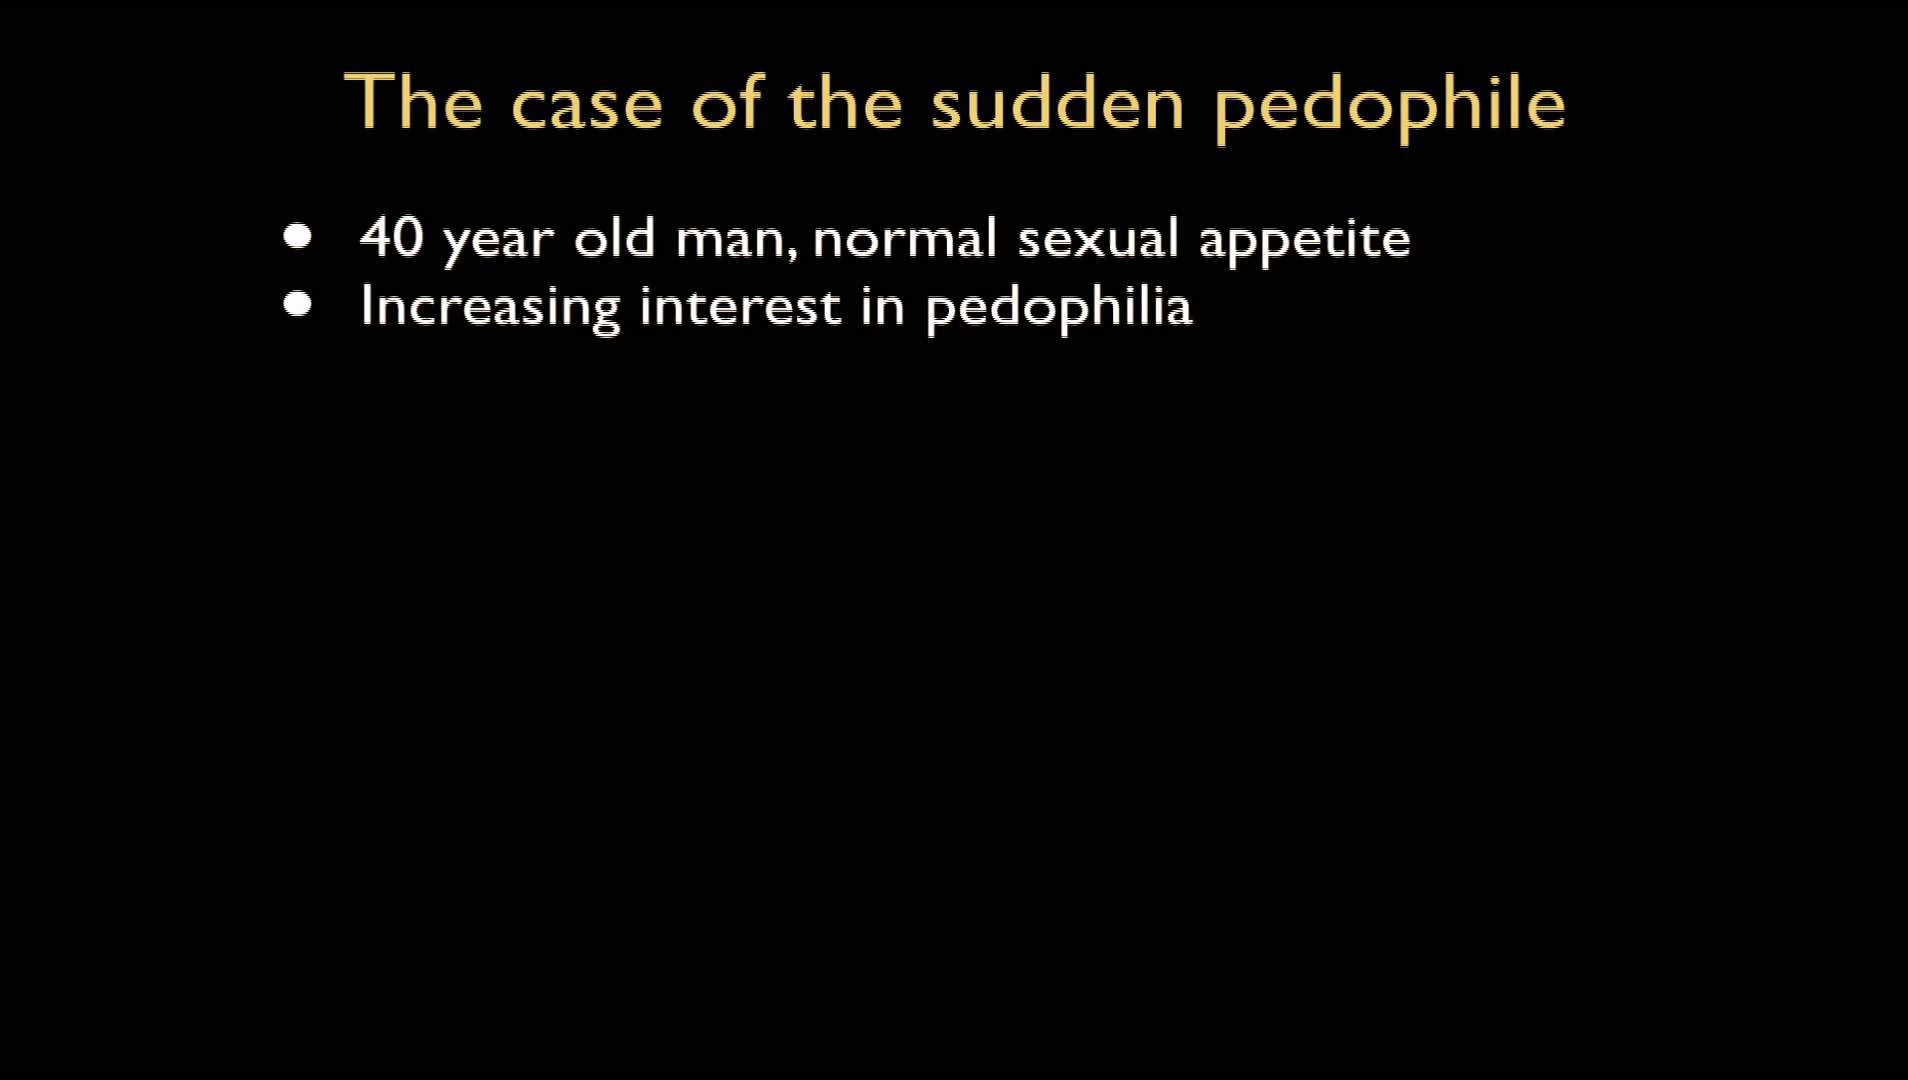 The case of the sudden pedophile
● 40 year old man, normal sexual appetite
● Increasing interest in pedophilia